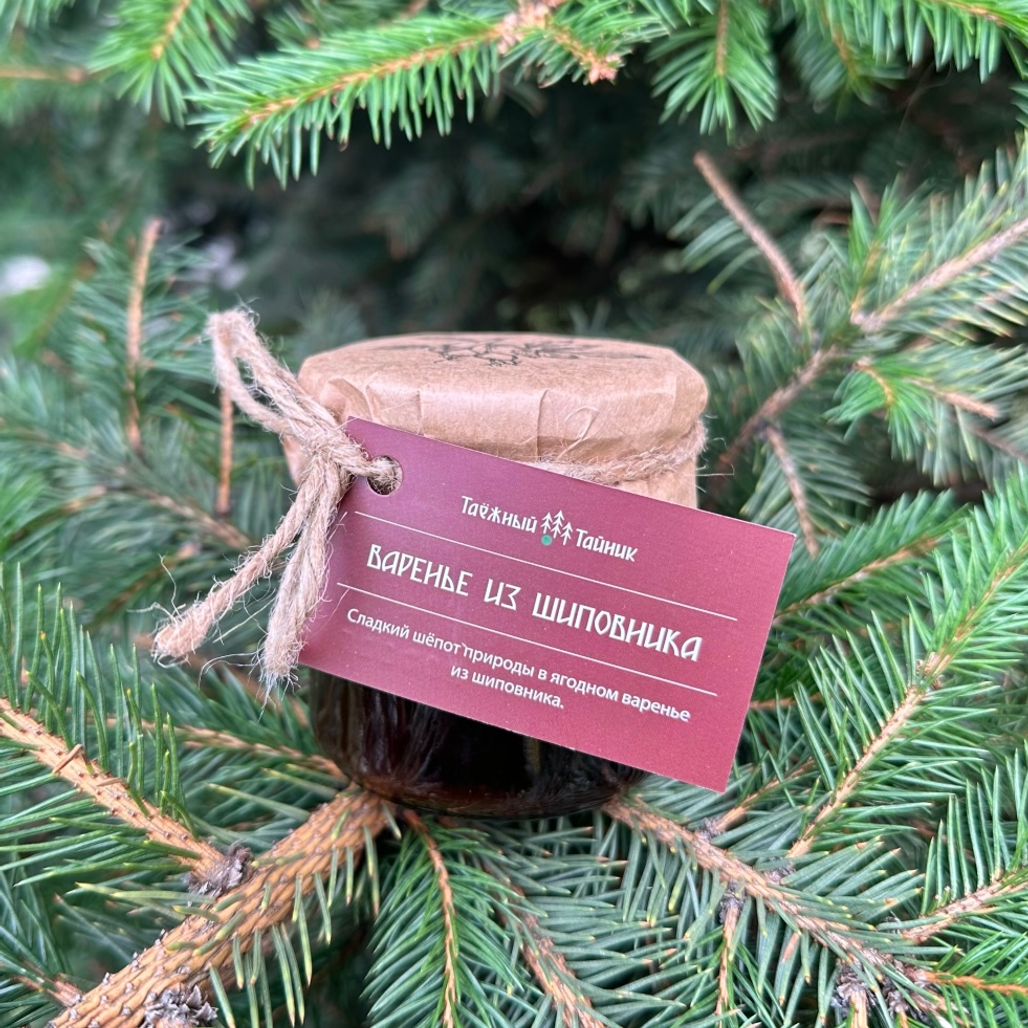 Таёжный Тайник
ВАРЕНЬЕ ИЗ ШИПОВНИКА
Сладкий шёпот природы в ягодном варенье
из шиповника.